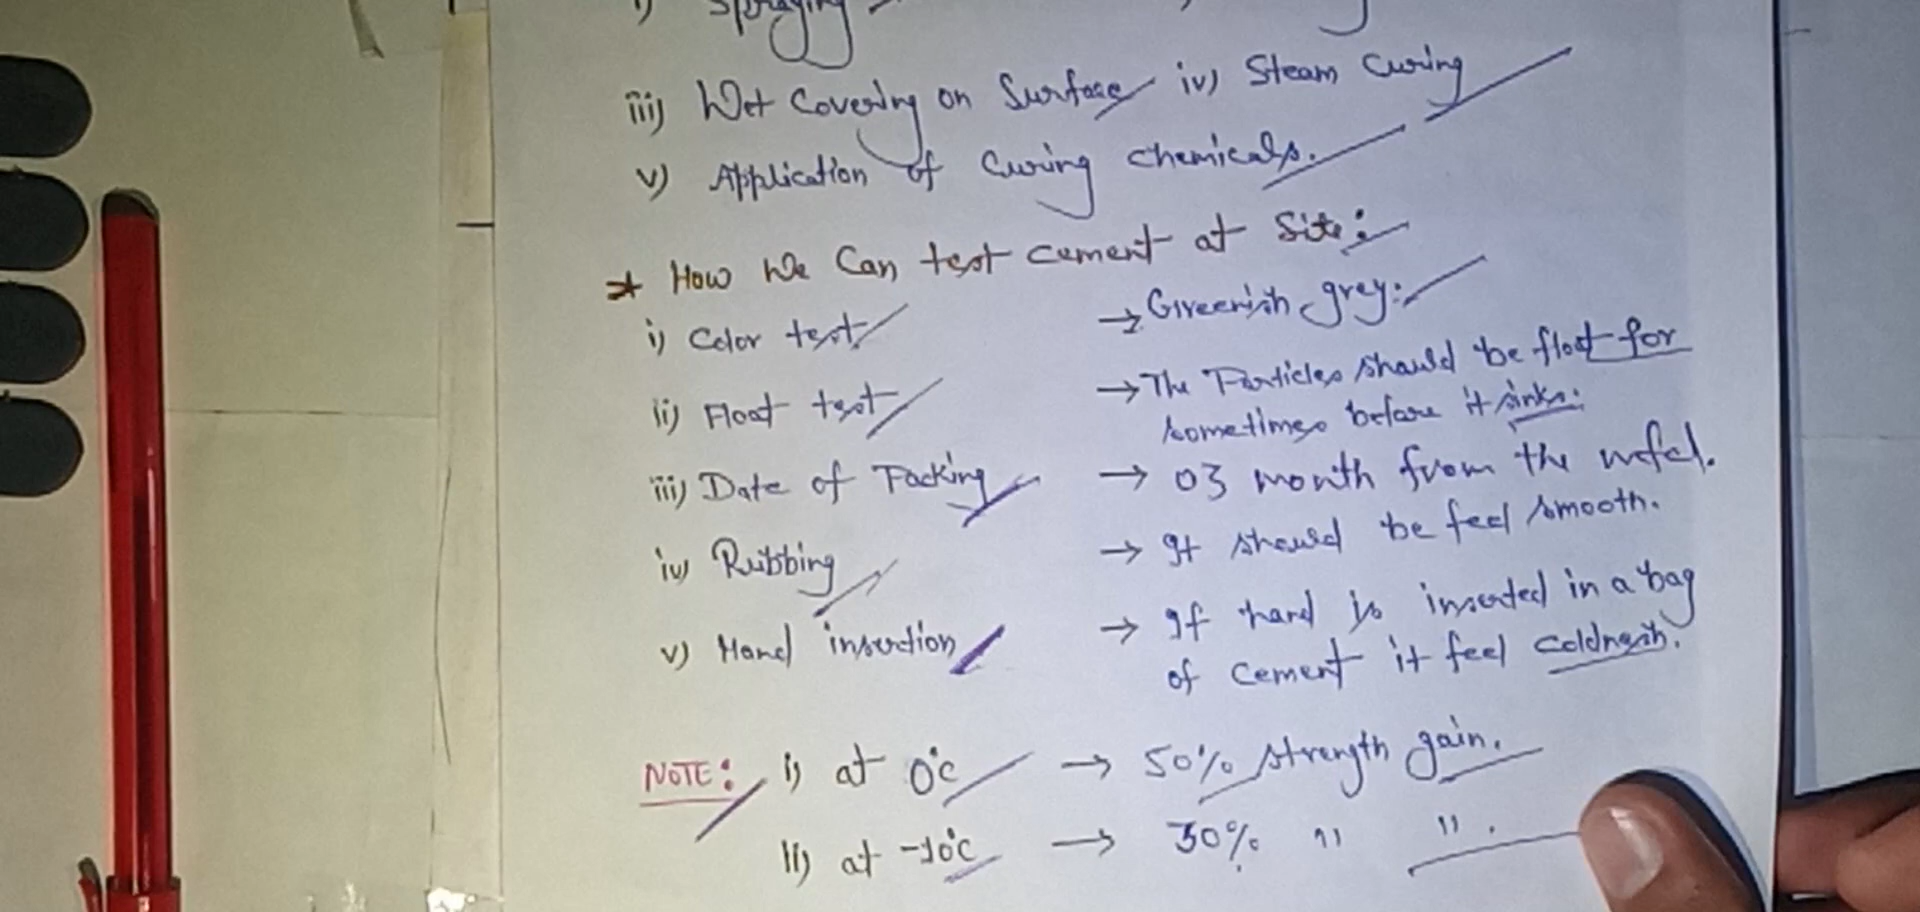 i) Spraying
iii) Wet Covering on Surface iv) Steam Curing
v) Application of Curing chemicals.
* How We Can test cement at Site:
i) Color test → Greenish grey.
ii) Float test → The Particles should be float for
sometimes before it sinks.
iii) Date of Packing → 03 month from the mfcl.
iv) Rubbing → It should be feel smooth.
v) Hand insertion → If hand is inserted in a bag
of cement it feel coldnesh.
NOTE: i) at 0°c → 50% strength gain.
ii) at -10°c → 30% " ".